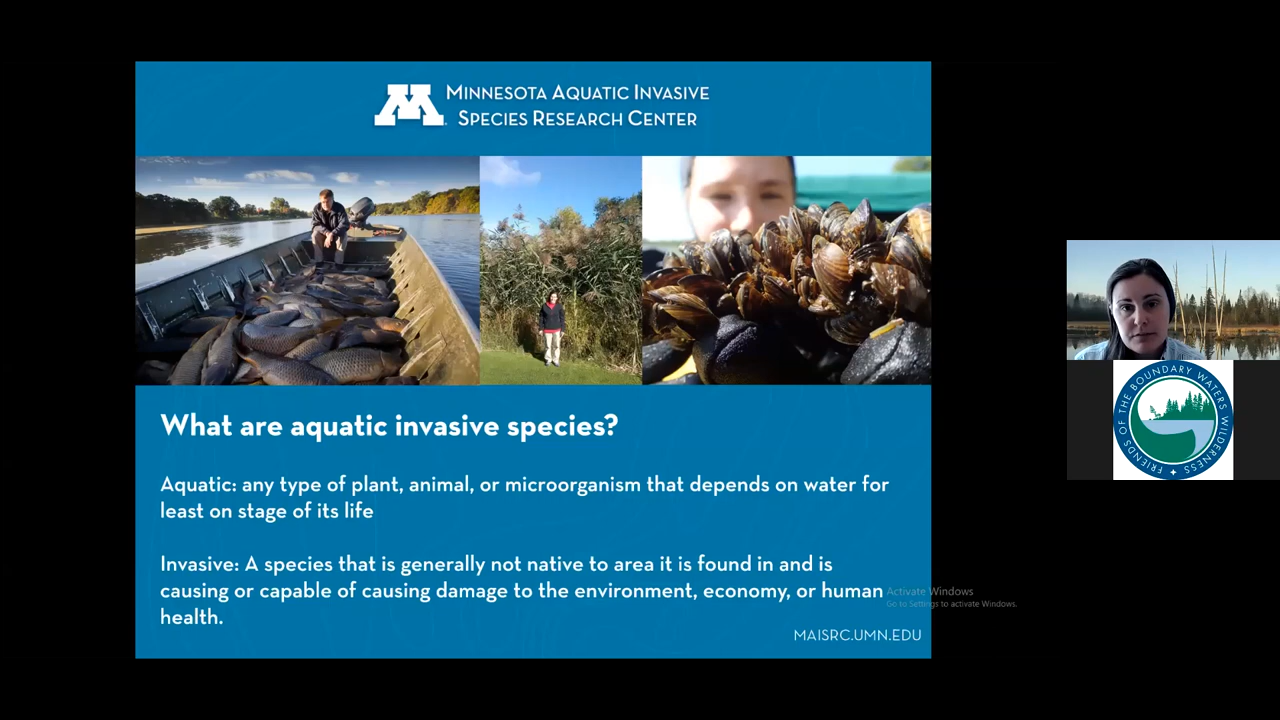 MINNESOTA AQUATIC INVASIVE
SPECIES RESEARCH CENTER
What are aquatic invasive species?
Aquatic: any type of plant, animal, or microorganism that depends on water for
least on stage of its life
Invasive: A species that is generally not native to area it is found in and is
causing or capable of causing damage to the environment, economy, or human
health.
MAISRC.UMN.EDU
Activate Windows
Go to Settings to activate Windows.
FRIENDS OF THE BOUNDARY WATERS WILDERNESS